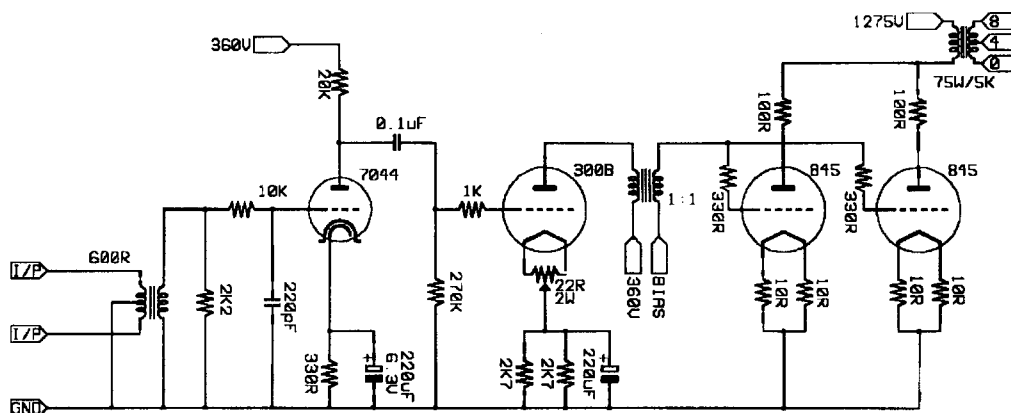 360V
20K
0.1uF
7044
10K
600R
I/P
I/P
GND
2K2
220pF
330R
220uF
6.3V
270K
1K
300B
22R
2W
2K7
2K7
220uF
360V
BIAS
1:1
330R
100R
845
10R
10R
330R
100R
845
10R
10R
1275V
8
4
0
75W/5K